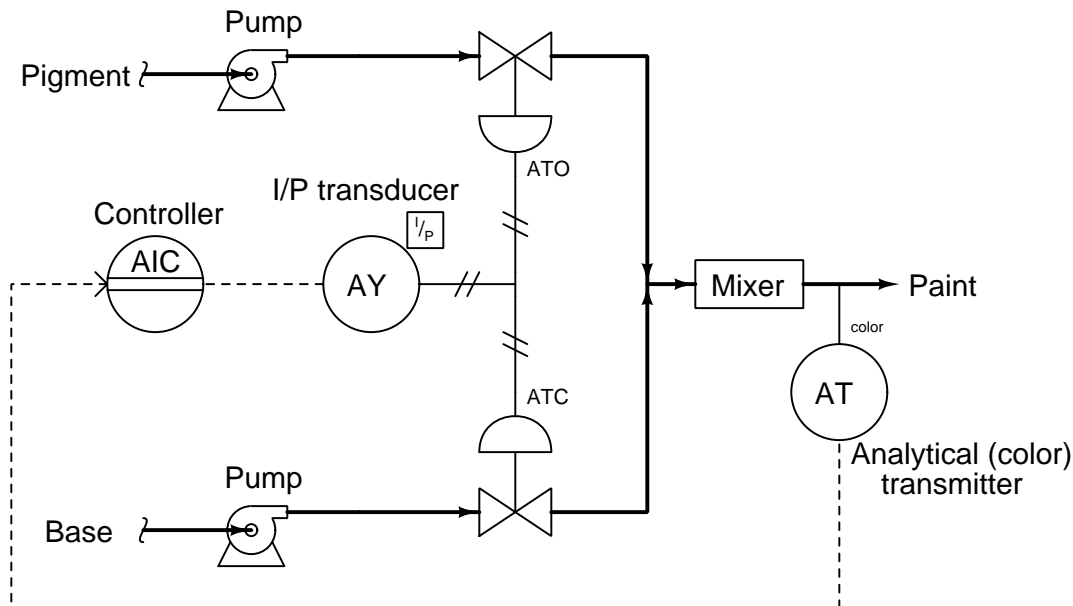 Pump
Pigment
ATO
I/P transducer
I/P
Controller
AIC
AY
Mixer
Paint
color
AT
ATC
Analytical (color)
transmitter
Pump
Base